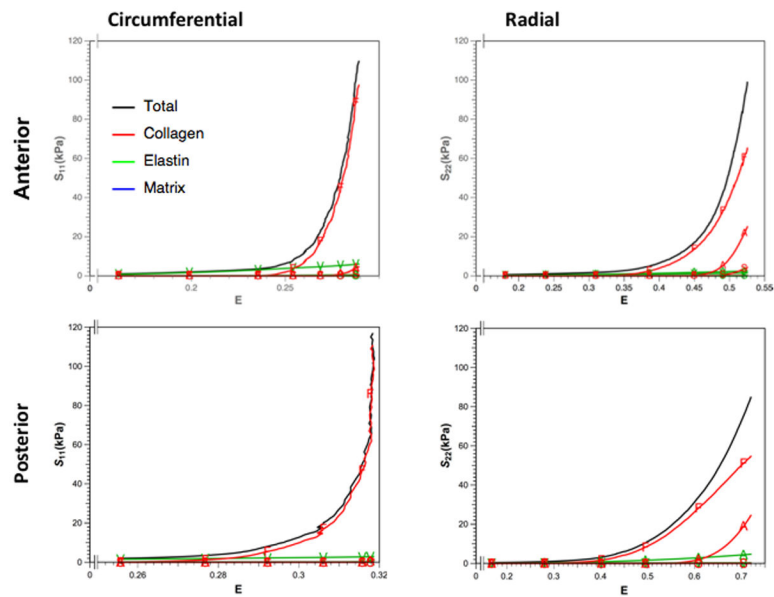 Circumferential Radial
Anterior
S11(kPa)
120
100
80
60
40
20
0
Total
Collagen
Elastin
Matrix
0 0.2 0.25
E
S22(kPa)
120
100
80
60
40
20
0
0 0.2 0.25 0.3 0.35 0.4 0.45 0.5 0.55
E
Posterior
S11(kPa)
120
100
80
60
40
20
0
0 0.26 0.28 0.3 0.32
E
S22(kPa)
120
100
80
60
40
20
0
0 0.2 0.3 0.4 0.5 0.6 0.7
E